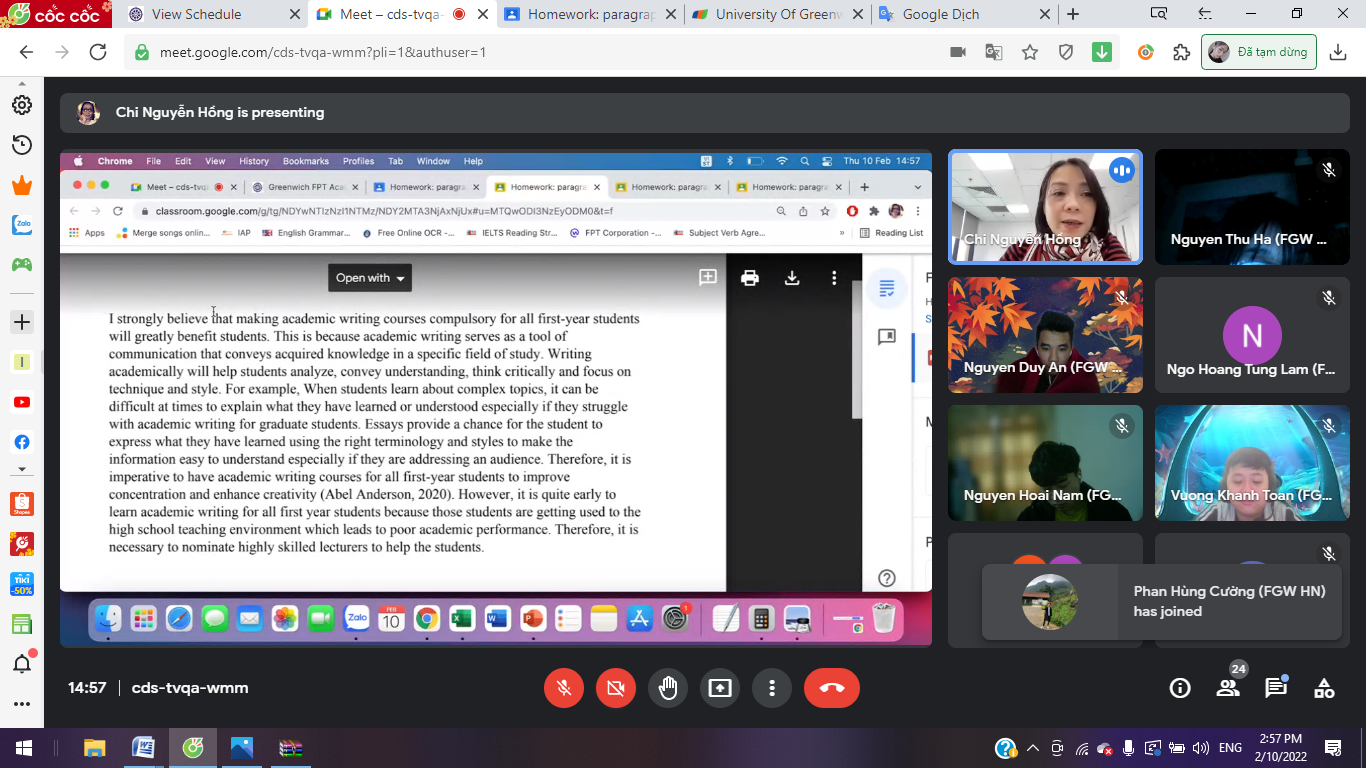 CỐC CỐC
View Schedule
Meet – cds-tvqa-
Homework: paragrap
University Of Greenw
Google Dịch
meet.google.com/cds-tvqa-wmm?pli=1&authuser=1
Đã tạm dừng
Chi Nguyễn Hồng is presenting
Chrome File Edit View History Bookmarks Profiles Tab Window Help
Thu 10 Feb 14:57
Meet – cds-tvq
Greenwich FPT Aca
Homework: paragra
Homework: paragra
Homework: paragra
Homework: paragra
classroom.google.com/g/tg/NDYwNTIzNzI1NTMz/NDY2MTA3NjAxNjUx#u=MTQwODI3NzEyODM0&t=f
Apps
Merge songs onlin...
IAP
English Grammar...
Free Online OCR -...
IELTS Reading Str...
FPT Corporation -...
Subject Verb Agre...
»
Reading List
Open with
I strongly believe that making academic writing courses compulsory for all first-year students
will greatly benefit students. This is because academic writing serves as a tool of
communication that conveys acquired knowledge in a specific field of study. Writing
academically will help students analyze, convey understanding, think critically and focus on
technique and style. For example, When students learn about complex topics, it can be
difficult at times to explain what they have learned or understood especially if they struggle
with academic writing for graduate students. Essays provide a chance for the student to
express what they have learned using the right terminology and styles to make the
information easy to understand especially if they are addressing an audience. Therefore, it is
imperative to have academic writing courses for all first-year students to improve
concentration and enhance creativity (Abel Anderson, 2020). However, it is quite early to
learn academic writing for all first year students because those students are getting used to the
high school teaching environment which leads to poor academic performance. Therefore, it is
necessary to nominate highly skilled lecturers to help the students.
Zalo
FEB
10
1
Chi Nguyễn Hồng
Nguyen Thu Ha (FGW ...
Nguyen Duy An (FGW ...
N
Ngo Hoang Tung Lam (F...
Nguyen Hoai Nam (FG...
Vuong Khanh Toan (FG...
Phan Hùng Cường (FGW HN)
has joined
Zalo
Shopee
TIKI
-50%
14:57
cds-tvqa-wmm
24
ENG
2:57 PM
2/10/2022